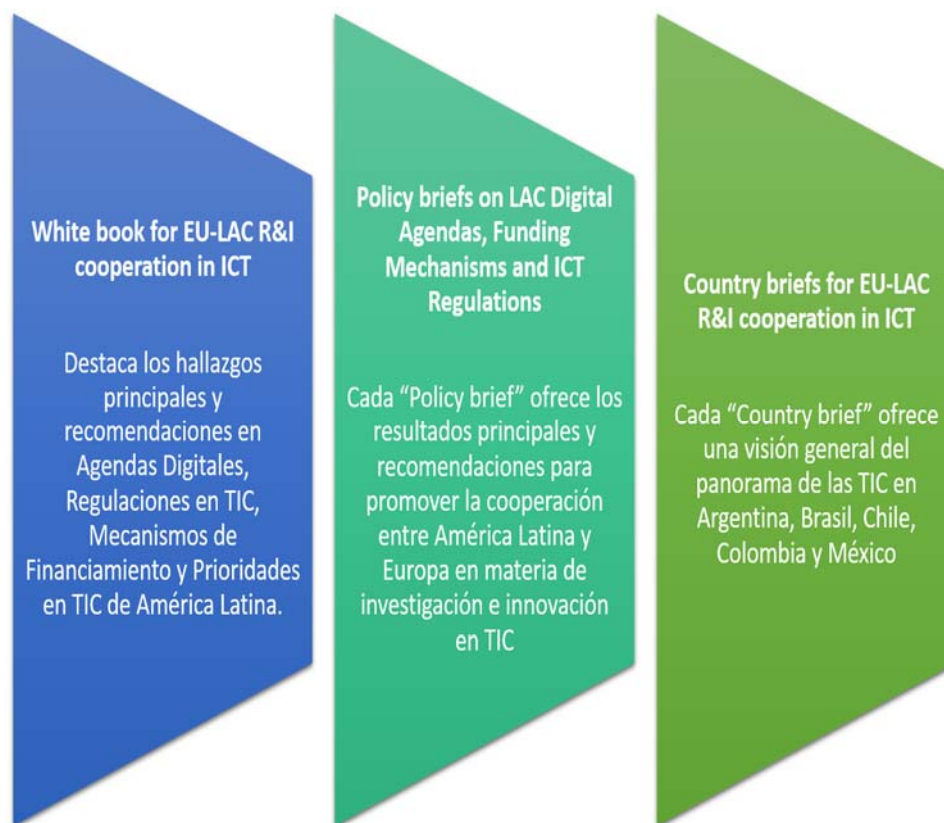 White book for EU-LAC R&I
cooperation in ICT
Destaca los hallazgos
principales y
recomendaciones en
Agendas Digitales,
Regulaciones en TIC,
Mecanismos de
Financiamiento y Prioridades
en TIC de América Latina.
Policy briefs on LAC Digital
Agendas, Funding
Mechanisms and ICT
Regulations
Cada “Policy brief” ofrece los
resultados principales y
recomendaciones para
promover la cooperación
entre América Latina y
Europa en materia de
investigación e innovación
en TIC
Country briefs for EU-LAC
R&I cooperation in ICT
Cada “Country brief” ofrece
una visión general del
panorama de las TIC en
Argentina, Brasil, Chile,
Colombia y México